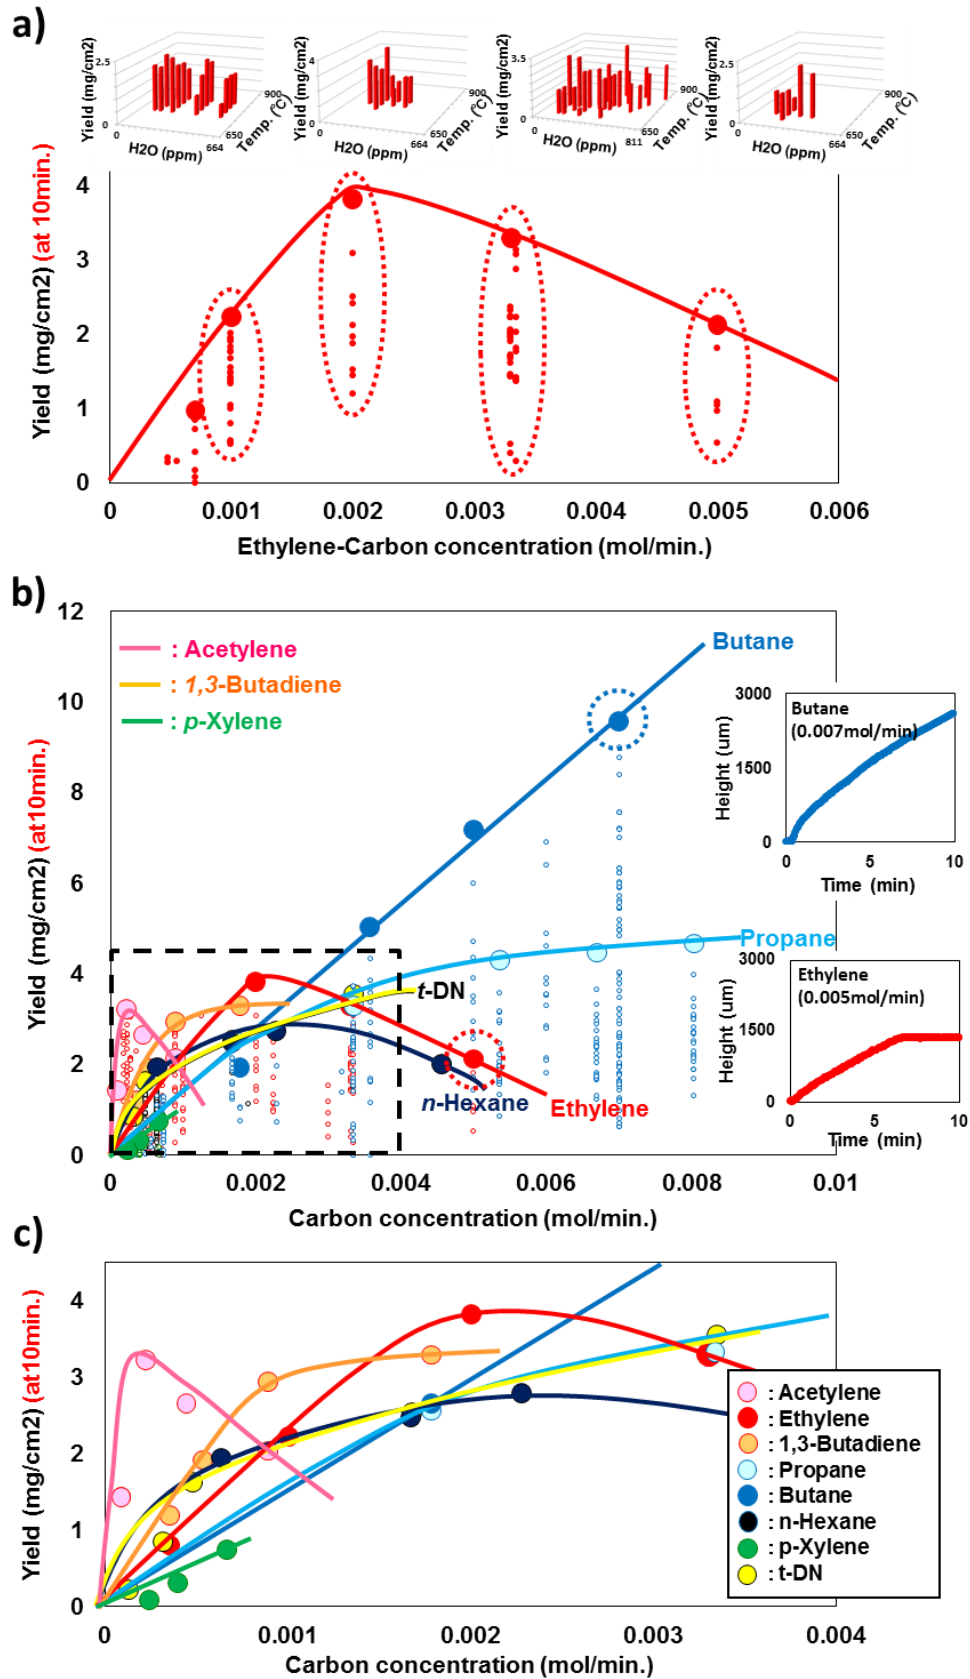 a)
Yield (mg/cm2)
2.5
0
0
H2O (ppm)
664
650
900
Temp. (°C)
Yield (mg/cm2)
4
0
0
H2O (ppm)
664
650
900
Temp. (°C)
Yield (mg/cm2)
3.5
0
0
H2O (ppm)
811
650
900
Temp. (°C)
Yield (mg/cm2)
2.5
0
0
H2O (ppm)
664
650
900
Temp. (°C)
Yield (mg/cm2) (at 10min.)
4
3
2
1
0
0 0.001 0.002 0.003 0.004 0.005 0.006
Ethylene-Carbon concentration (mol/min.)
b)
Yield (mg/cm2) (at10min.)
12
10
8
6
4
2
0
: Acetylene
: 1,3-Butadiene
: p-Xylene
Butane
Propane
t-DN
n-Hexane
Ethylene
Height (um)
3000
1500
0
Butane
(0.007mol/min)
0 5 10
Time (min)
Height (um)
3000
1500
0
Ethylene
(0.005mol/min)
0 5 10
Time (min)
0 0.002 0.004 0.006 0.008 0.01
Carbon concentration (mol/min.)
c)
Yield (mg/cm2) (at10min.)
4
3
2
1
0
: Acetylene
: Ethylene
: 1,3-Butadiene
: Propane
: Butane
: n-Hexane
: p-Xylene
: t-DN
0 0.001 0.002 0.003 0.004
Carbon concentration (mol/min.)